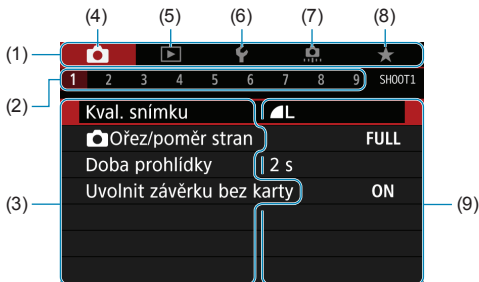 (4) (5) (6) (7) (8)
(1)
(2) 1 2 3 4 5 6 7 8 9 SHOOT1
Kval. snímku L
Ořez/poměr stran FULL
Doba prohlídky 2 s
Uvolnit závěrku bez karty ON
(3) (9)